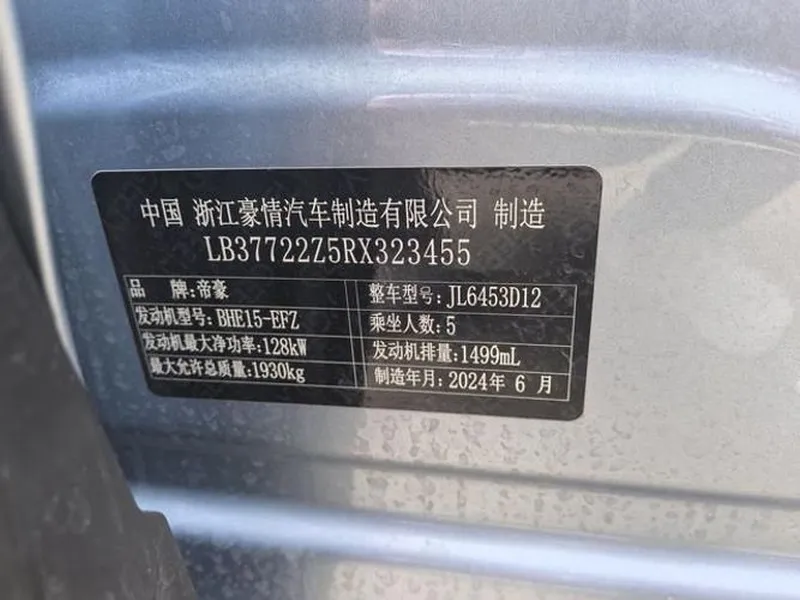 中国 浙江豪情汽车制造有限公司 制造
LB37722Z5RX323455
品 牌:帝豪 整车型号:JL6453D12
发动机型号:BHE15-EFZ 乘坐人数:5
发动机最大净功率:128kW 发动机排量:1499mL
最大允许总质量:1930kg 制造年月:2024年 6 月